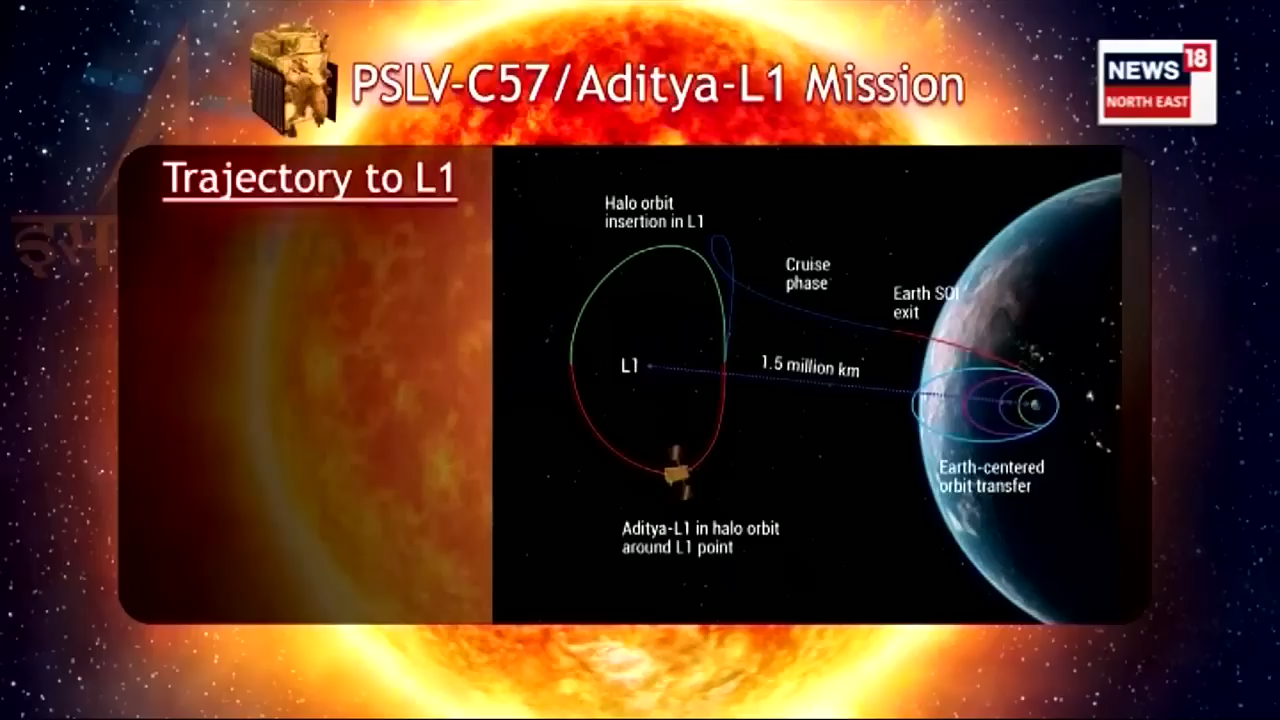 PSLV-C57/Aditya-L1 Mission
NEWS 18
NORTH EAST
Trajectory to L1
इस
Halo orbit
insertion in L1
Cruise
phase
Earth SOI
exit
L1
1.5 million km
Earth-centered
orbit transfer
Aditya-L1 in halo orbit
around L1 point